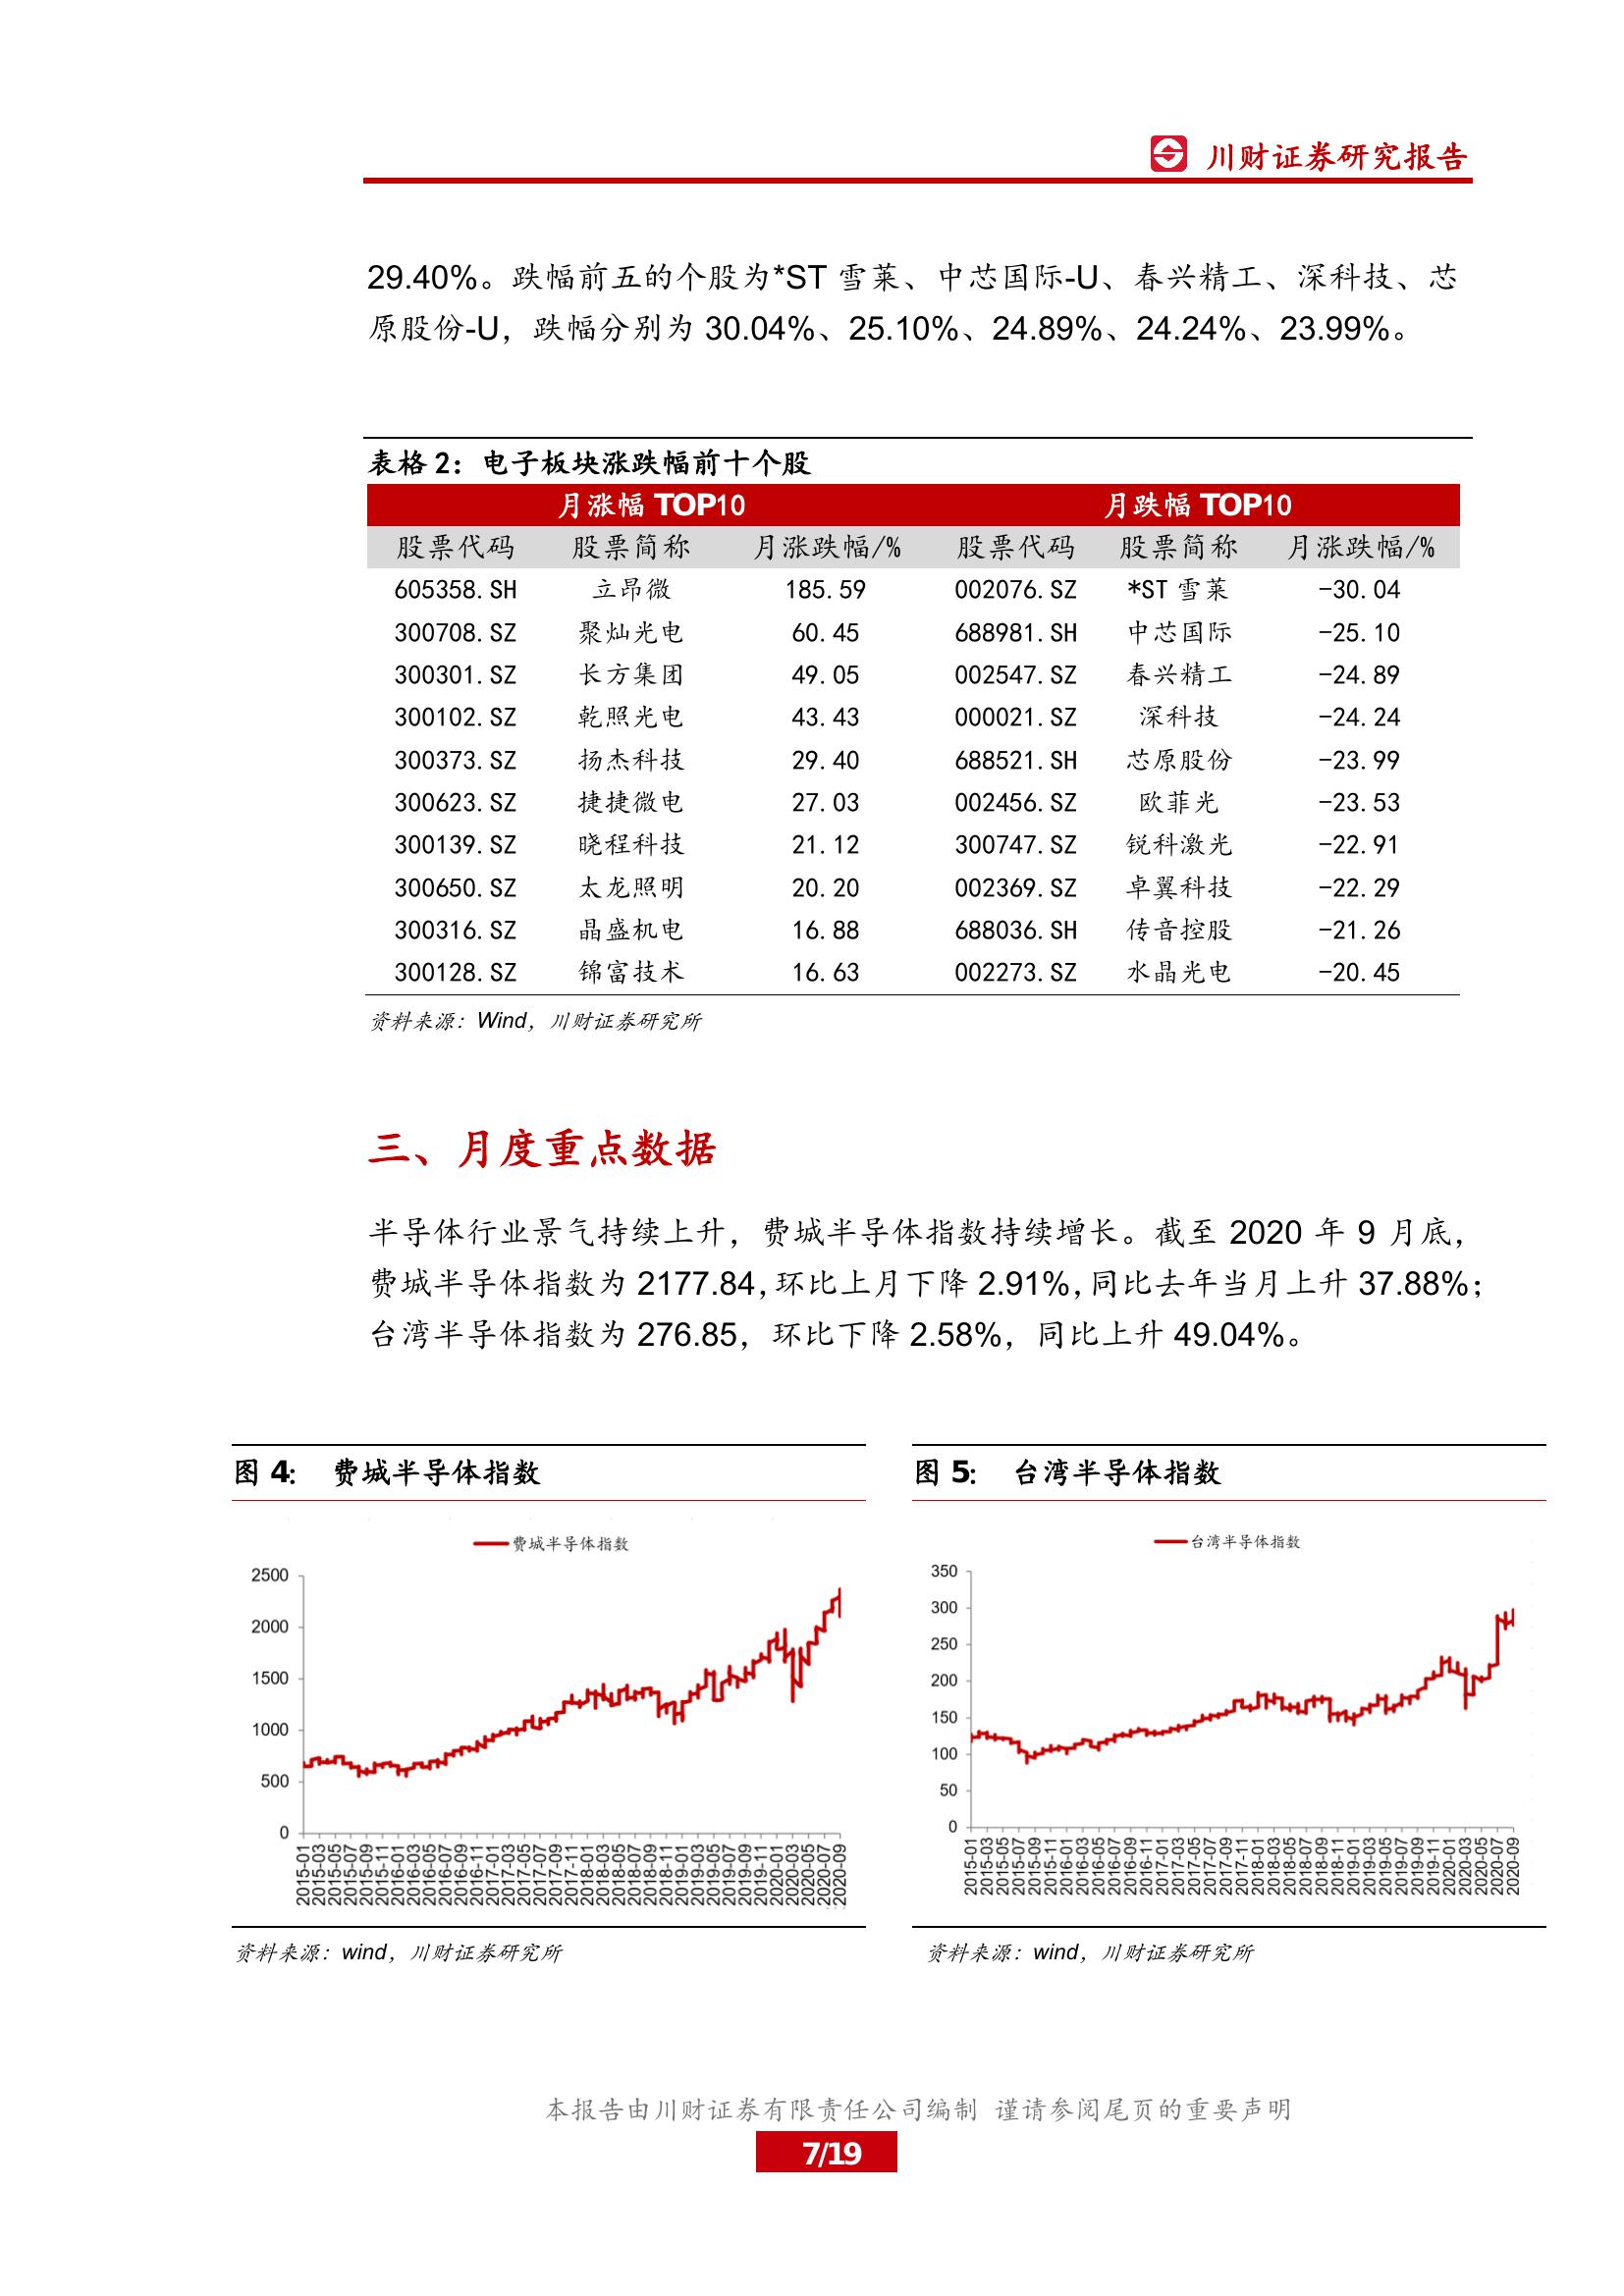 川财证券研究报告
29.40%。跌幅前五的个股为*ST 雪莱、中芯国际-U、春兴精工、深科技、芯
原股份-U，跌幅分别为 30.04%、25.10%、24.89%、24.24%、23.99%。
表格 2：电子板块涨跌幅前十个股
月涨幅 TOP10 月跌幅 TOP10
股票代码 股票简称 月涨跌幅/% 股票代码 股票简称 月涨跌幅/%
605358.SH 立昂微 185.59 002076.SZ *ST 雪莱 -30.04
300708.SZ 聚灿光电 60.45 688981.SH 中芯国际 -25.10
300301.SZ 长方集团 49.05 002547.SZ 春兴精工 -24.89
300102.SZ 乾照光电 43.43 000021.SZ 深科技 -24.24
300373.SZ 扬杰科技 29.40 688521.SH 芯原股份 -23.99
300623.SZ 捷捷微电 27.03 002456.SZ 欧菲光 -23.53
300139.SZ 晓程科技 21.12 300747.SZ 锐科激光 -22.91
300650.SZ 太龙照明 20.20 002369.SZ 卓翼科技 -22.29
300316.SZ 晶盛机电 16.88 688036.SH 传音控股 -21.26
300128.SZ 锦富技术 16.63 002273.SZ 水晶光电 -20.45
资料来源：Wind，川财证券研究所
三、月度重点数据
半导体行业景气持续上升，费城半导体指数持续增长。截至 2020 年 9 月底，
费城半导体指数为 2177.84，环比上月下降 2.91%，同比去年当月上升 37.88%；
台湾半导体指数为 276.85，环比下降 2.58%，同比上升 49.04%。
图 4： 费城半导体指数
费城半导体指数
2500
2000
1500
1000
500
0
2015-01 2015-03 2015-05 2015-07 2015-09 2015-11 2016-01 2016-03 2016-05 2016-07 2016-09 2016-11 2017-01 2017-03 2017-05 2017-07 2017-09 2017-11 2018-01 2018-03 2018-05 2018-07 2018-09 2018-11 2019-01 2019-03 2019-05 2019-07 2019-09 2019-11 2020-01 2020-03 2020-05 2020-07 2020-09
资料来源：wind，川财证券研究所
图 5： 台湾半导体指数
台湾半导体指数
350
300
250
200
150
100
50
0
2015-01 2015-03 2015-05 2015-07 2015-09 2015-11 2016-01 2016-03 2016-05 2016-07 2016-09 2016-11 2017-01 2017-03 2017-05 2017-07 2017-09 2017-11 2018-01 2018-03 2018-05 2018-07 2018-09 2018-11 2019-01 2019-03 2019-05 2019-07 2019-09 2019-11 2020-01 2020-03 2020-05 2020-07 2020-09
资料来源：wind，川财证券研究所
本报告由川财证券有限责任公司编制 谨请参阅尾页的重要声明
7/19